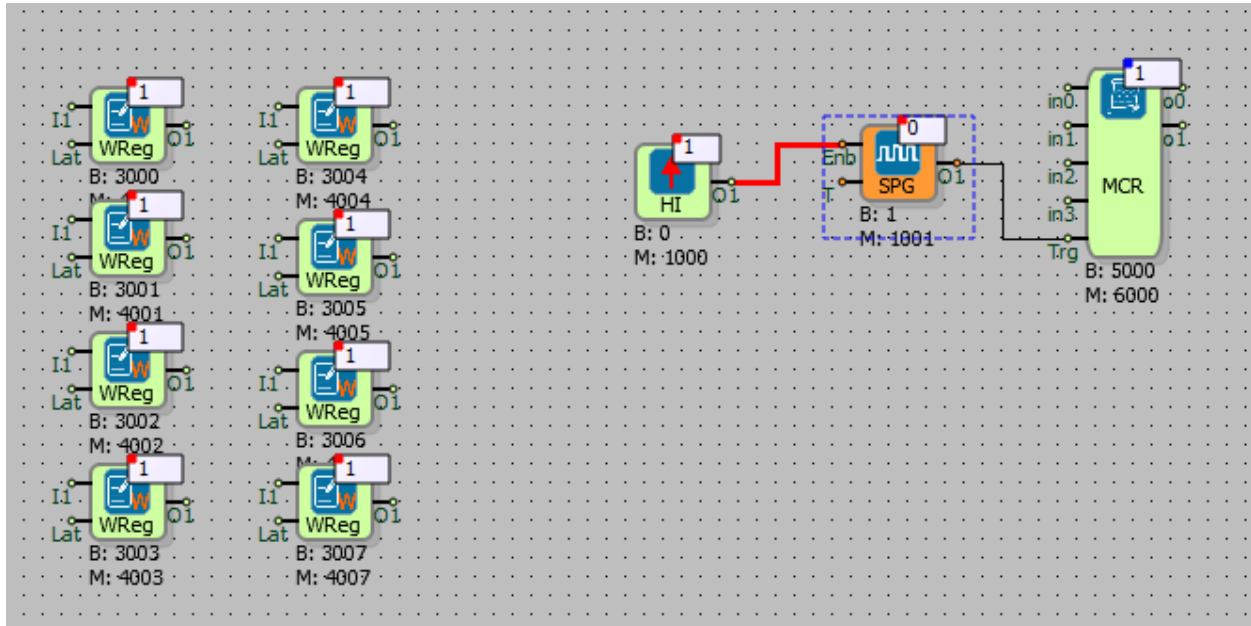 1
I1
Lat
WReg
O1
B: 3000
1
I1
Lat
WReg
O1
B: 3001
M: 4001
1
I1
Lat
WReg
O1
B: 3002
M: 4002
1
I1
Lat
WReg
O1
B: 3003
M: 4003
1
I1
Lat
WReg
O1
B: 3004
M: 4004
1
I1
Lat
WReg
O1
B: 3005
M: 4005
1
I1
Lat
WReg
O1
B: 3006
1
I1
Lat
WReg
O1
B: 3007
M: 4007
1
HI
O1
B: 0
M: 1000
0
Enb
T
SPG
O1
B: 1
M: 1001
1
in0
in1
in2
in3
Trg
MCR
o0
o1
B: 5000
M: 6000